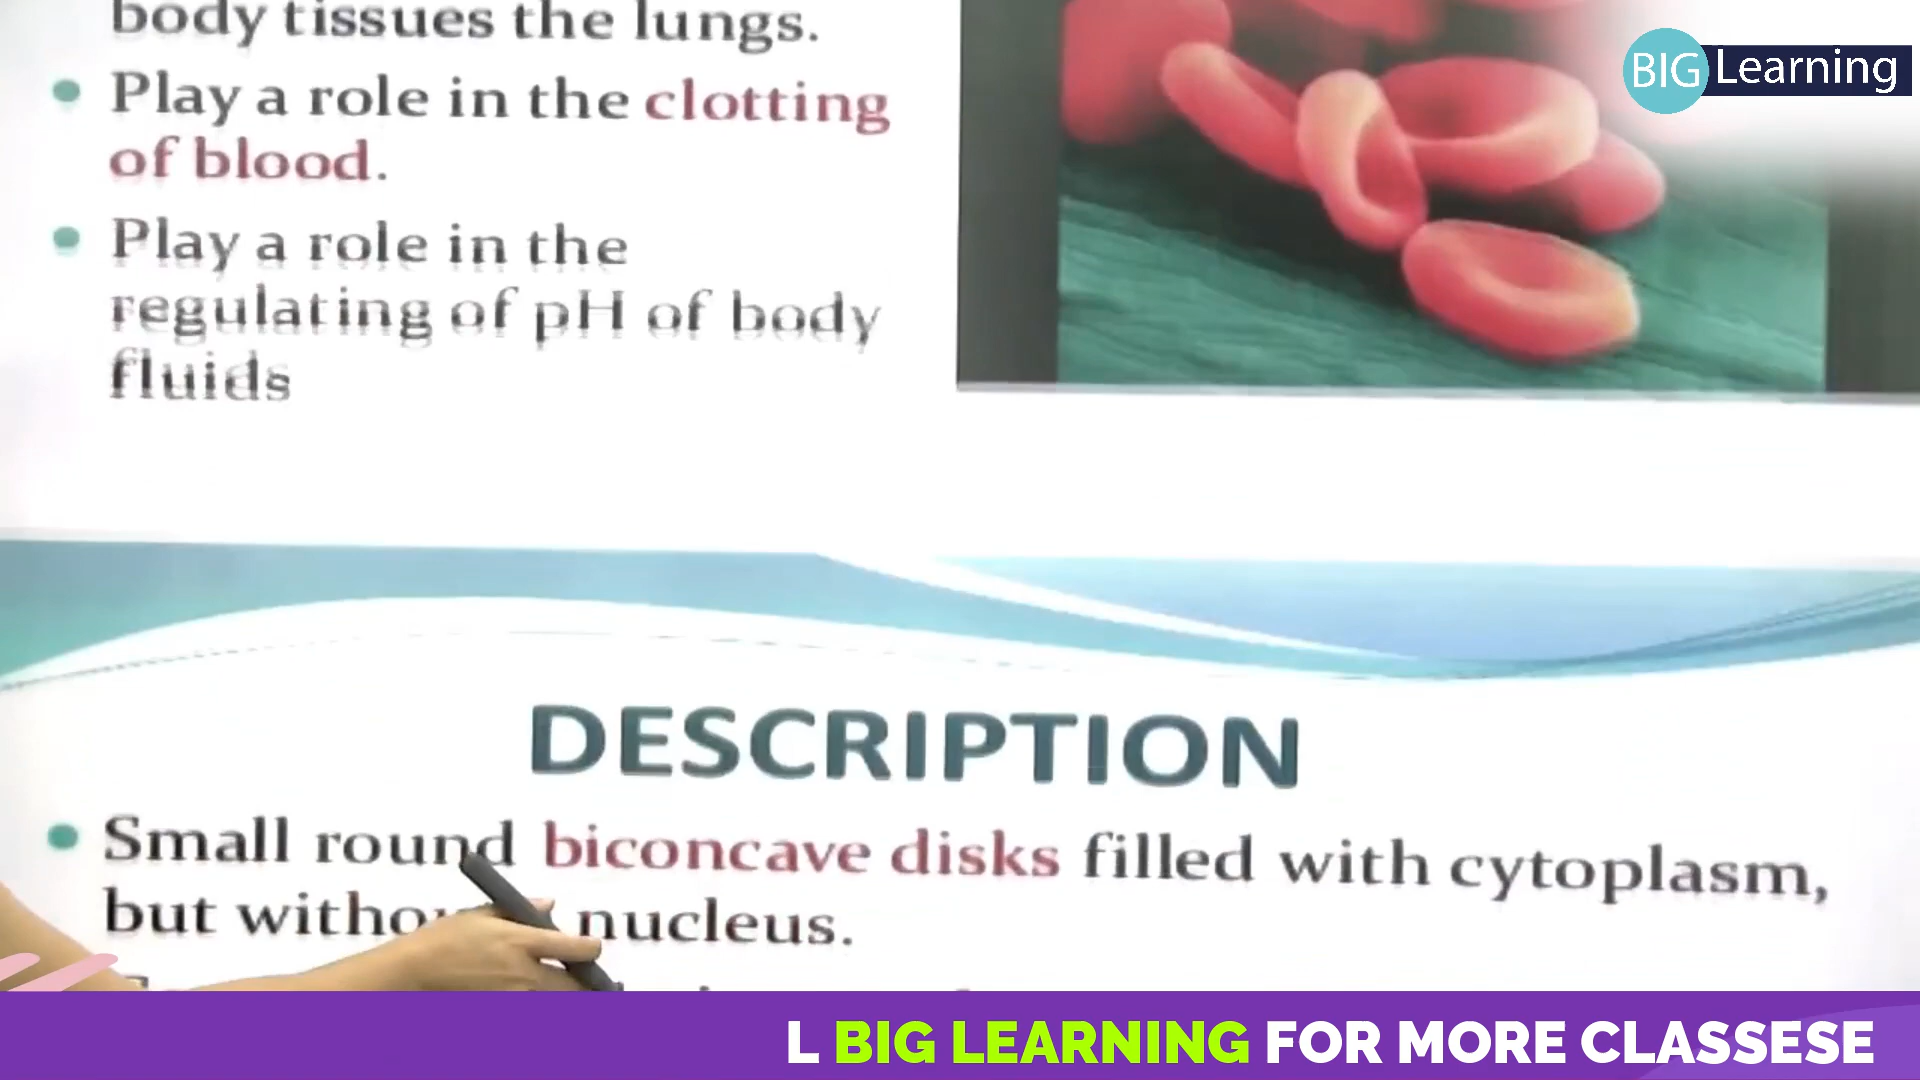 body tissues the lungs.
BIG Learning
Play a role in the clotting
of blood.
Play a role in the
regulating of pH of body
fluids
DESCRIPTION
Small round biconcave disks filled with cytoplasm,
but nucleus.
L BIG LEARNING FOR MORE CLASSESE